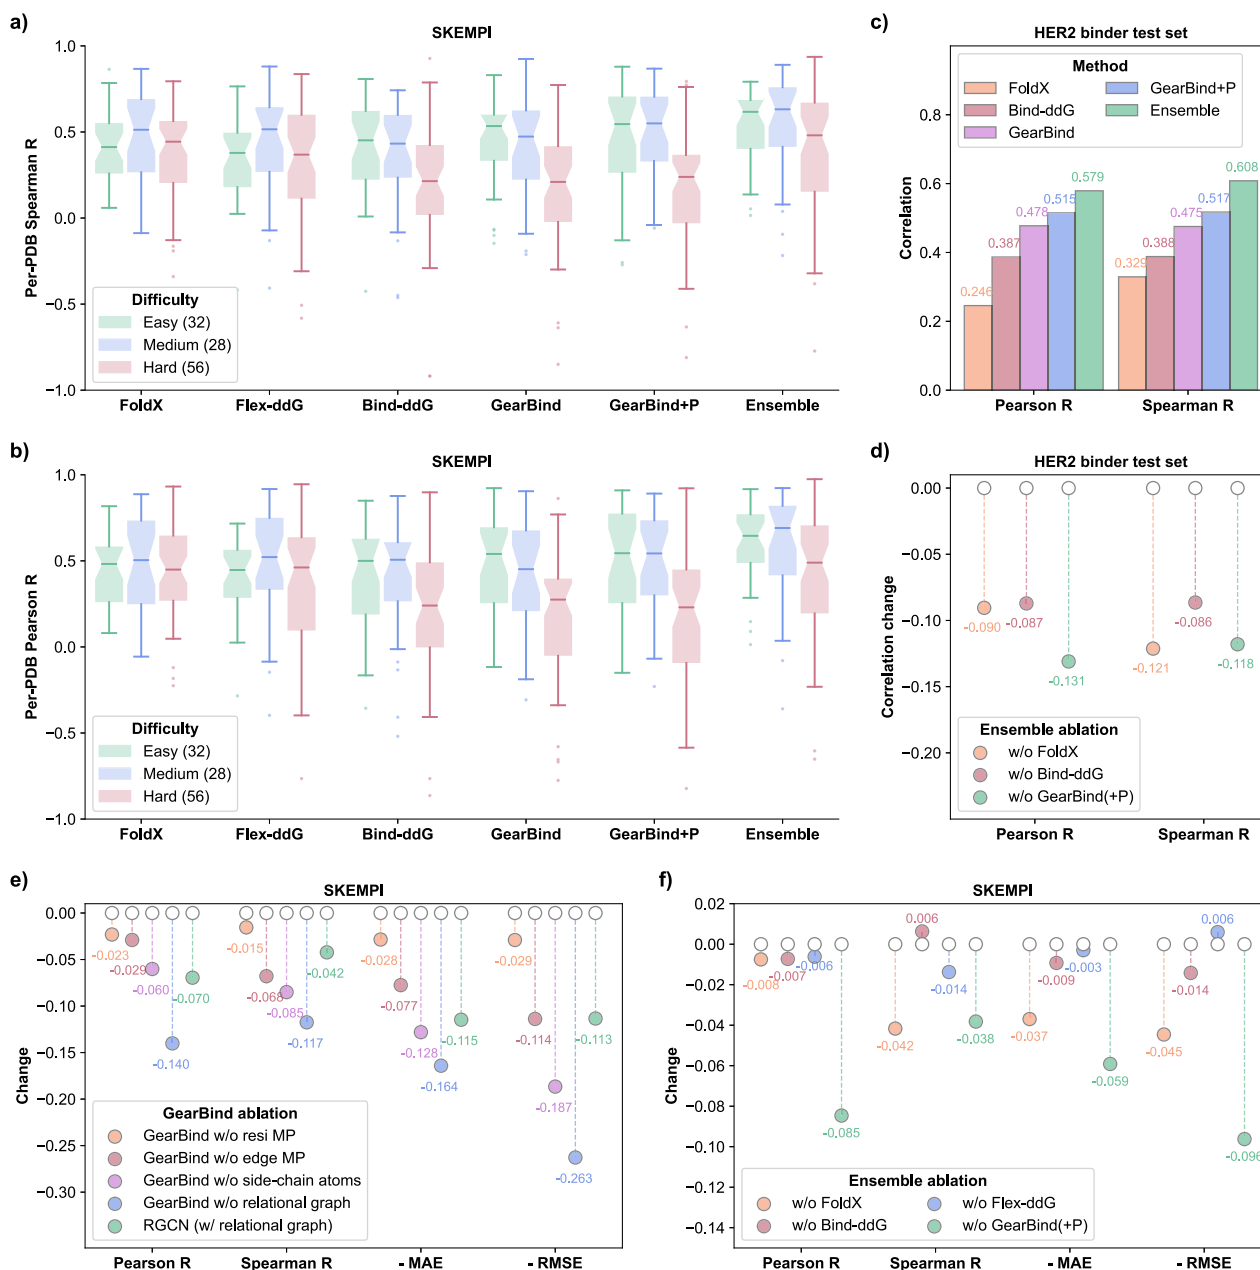 a)
SKEMPI
Per-PDB Spearman R
1.0
0.5
0.0
−0.5
−1.0
Difficulty
Easy (32)
Medium (28)
Hard (56)
FoldX Flex-ddG Bind-ddG GearBind GearBind+P Ensemble
c)
HER2 binder test set
Correlation
0.8
0.6
0.4
0.2
0.0
Method
FoldX
Bind-ddG
GearBind
GearBind+P
Ensemble
0.246
0.387
0.478
0.515
0.579
0.329
0.388
0.475
0.517
0.608
Pearson R Spearman R
b)
SKEMPI
Per-PDB Pearson R
1.0
0.5
0.0
−0.5
−1.0
Difficulty
Easy (32)
Medium (28)
Hard (56)
FoldX Flex-ddG Bind-ddG GearBind GearBind+P Ensemble
d)
HER2 binder test set
Correlation change
0.00
−0.05
−0.10
−0.15
−0.20
-0.090
-0.087
-0.131
-0.121
-0.086
-0.118
Ensemble ablation
w/o FoldX
w/o Bind-ddG
w/o GearBind(+P)
Pearson R Spearman R
e)
SKEMPI
Change
0.00
−0.05
−0.10
−0.15
−0.20
−0.25
−0.30
-0.023
-0.029
-0.060
-0.140
-0.070
-0.015
-0.068
-0.085
-0.117
-0.042
-0.028
-0.077
-0.128
-0.164
-0.115
-0.029
-0.114
-0.187
-0.263
-0.113
GearBind ablation
GearBind w/o resi MP
GearBind w/o edge MP
GearBind w/o side-chain atoms
GearBind w/o relational graph
RGCN (w/ relational graph)
Pearson R Spearman R - MAE - RMSE
f)
SKEMPI
Change
0.02
0.00
−0.02
−0.04
−0.06
−0.08
−0.10
−0.12
−0.14
-0.008
-0.007
-0.006
-0.085
-0.042
0.006
-0.014
-0.038
-0.037
-0.009
-0.003
-0.059
-0.045
-0.014
0.006
-0.096
Ensemble ablation
w/o FoldX
w/o Bind-ddG
w/o Flex-ddG
w/o GearBind(+P)
Pearson R Spearman R - MAE - RMSE